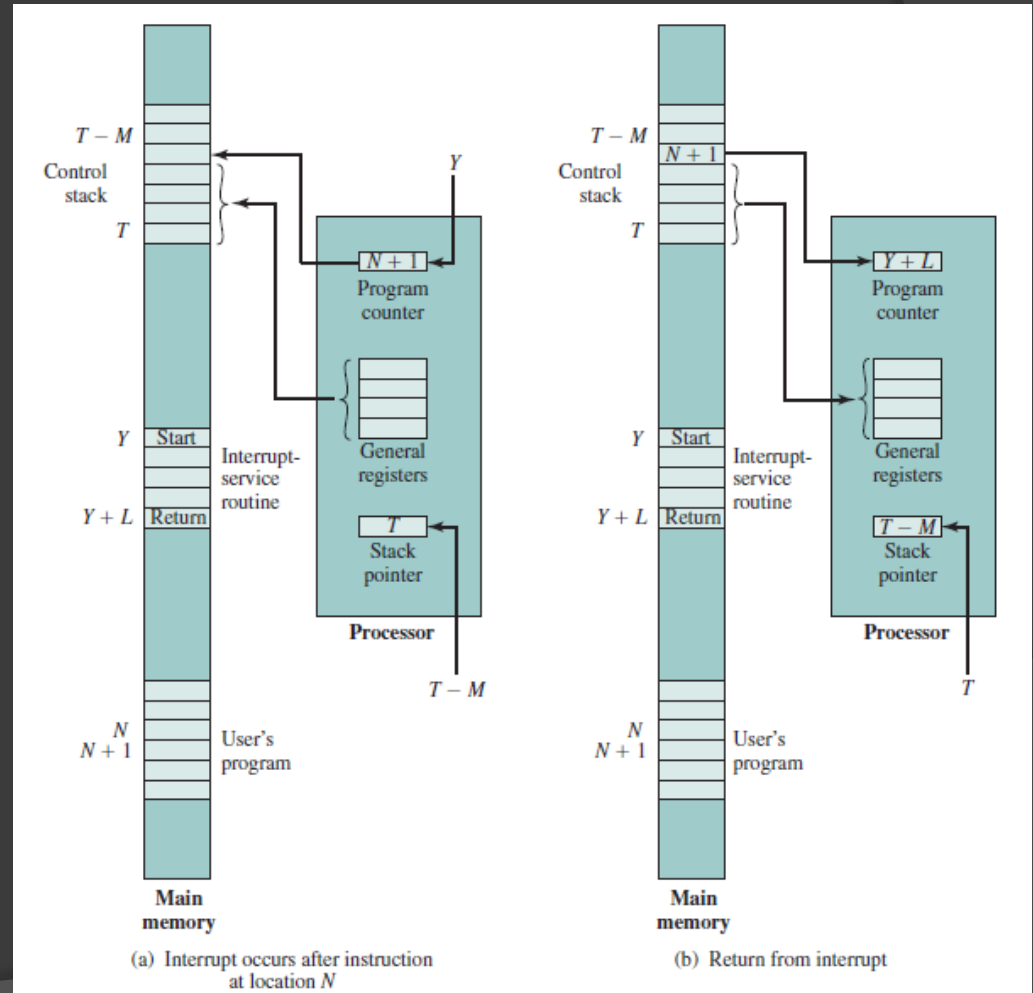 T – M
Control
stack
T
Y
N + 1
Program
counter
General
registers
T
Stack
pointer
Processor
T – M
Y
Start
Interrupt-
service
routine
Y + L
Return
N
N + 1
User's
program
Main
memory
(a) Interrupt occurs after instruction
at location N
T – M
N + 1
Control
stack
T
Y + L
Program
counter
General
registers
T – M
Stack
pointer
Processor
T
Y
Start
Interrupt-
service
routine
Y + L
Return
N
N + 1
User's
program
Main
memory
(b) Return from interrupt